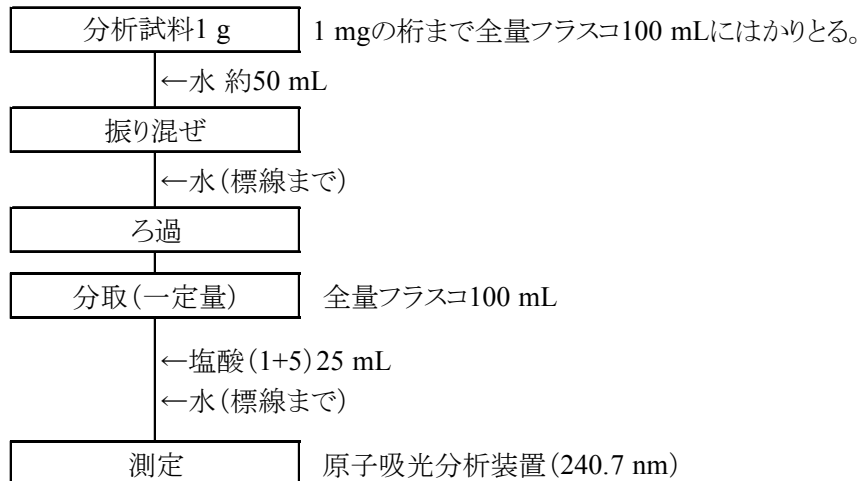 分析試料1 g　1 mgの桁まで全量フラスコ100 mLにはかりとる。
←水 約50 mL
振り混ぜ
←水（標線まで）
ろ過
分取（一定量）　全量フラスコ100 mL
←塩酸（1+5）25 mL
←水（標線まで）
測定　原子吸光分析装置（240.7 nm）